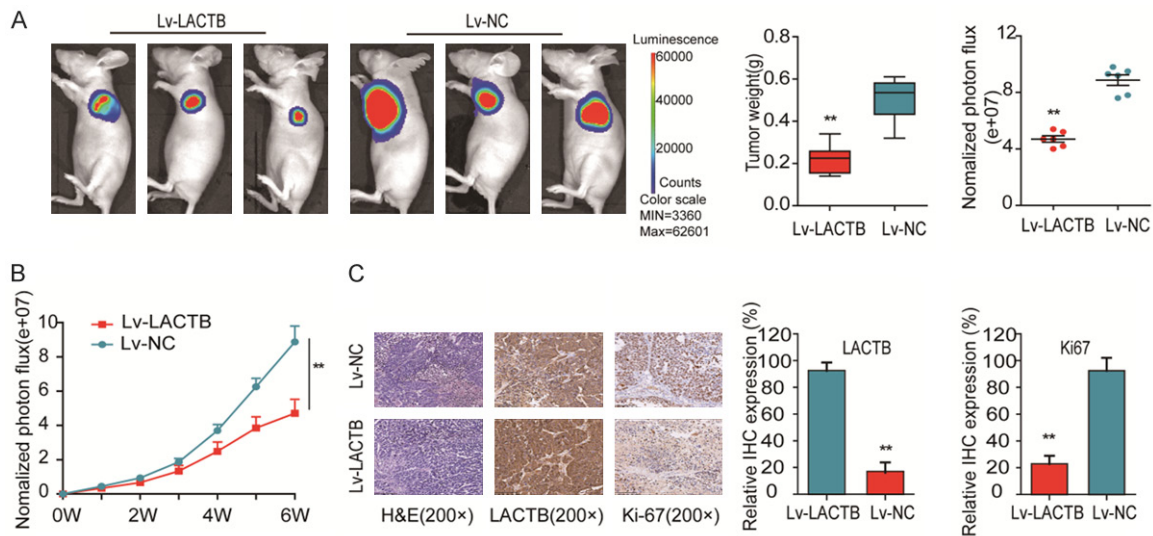 A
Lv-LACTB
Lv-NC
Luminescence
60000
40000
20000
Counts
Color scale
MIN=3360
Max=62601
Tumor weight(g)
0.8
0.6
0.4
0.2
0.0
**
Lv-LACTB
Lv-NC
Nomalized photon flux
(e+07)
12
8
4
0
**
Lv-LACTB
Lv-NC
B
Nomalized photon flux(e+07)
10
8
6
4
2
0
Lv-LACTB
Lv-NC
**
0W
2W
4W
6W
C
Lv-NC
Lv-LACTB
H&E(200×)
LACTB(200×)
Ki-67(200×)
Relative IHC expression (%)
120
100
80
60
40
20
0
LACTB
**
Lv-LACTB
Lv-NC
Relative IHC expression (%)
120
100
80
60
40
20
0
Ki67
**
Lv-LACTB
Lv-NC